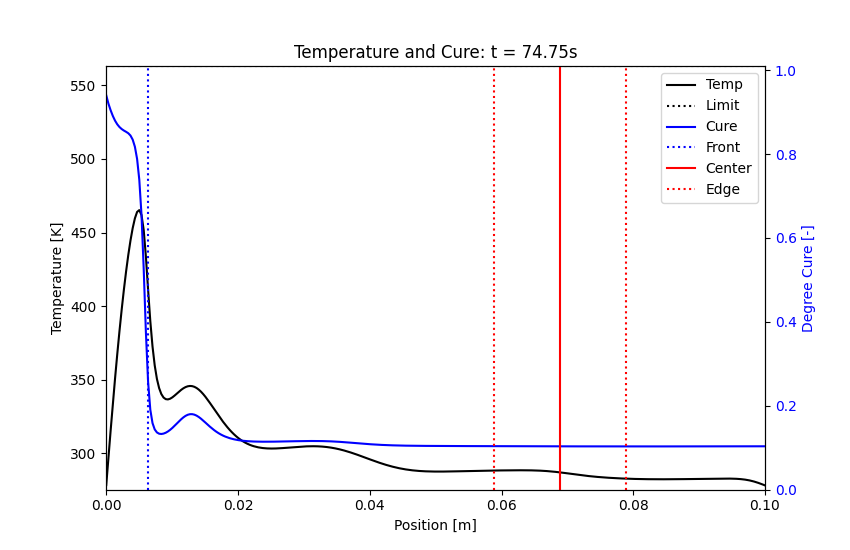 Temperature and Cure: t = 74.75s
550
500
450
400
350
300
Temperature [K]
1.0
0.8
0.6
0.4
0.2
0.0
Degree Cure [-]
Temp
Limit
Cure
Front
Center
Edge
0.00
0.02
0.04
0.06
0.08
0.10
Position [m]